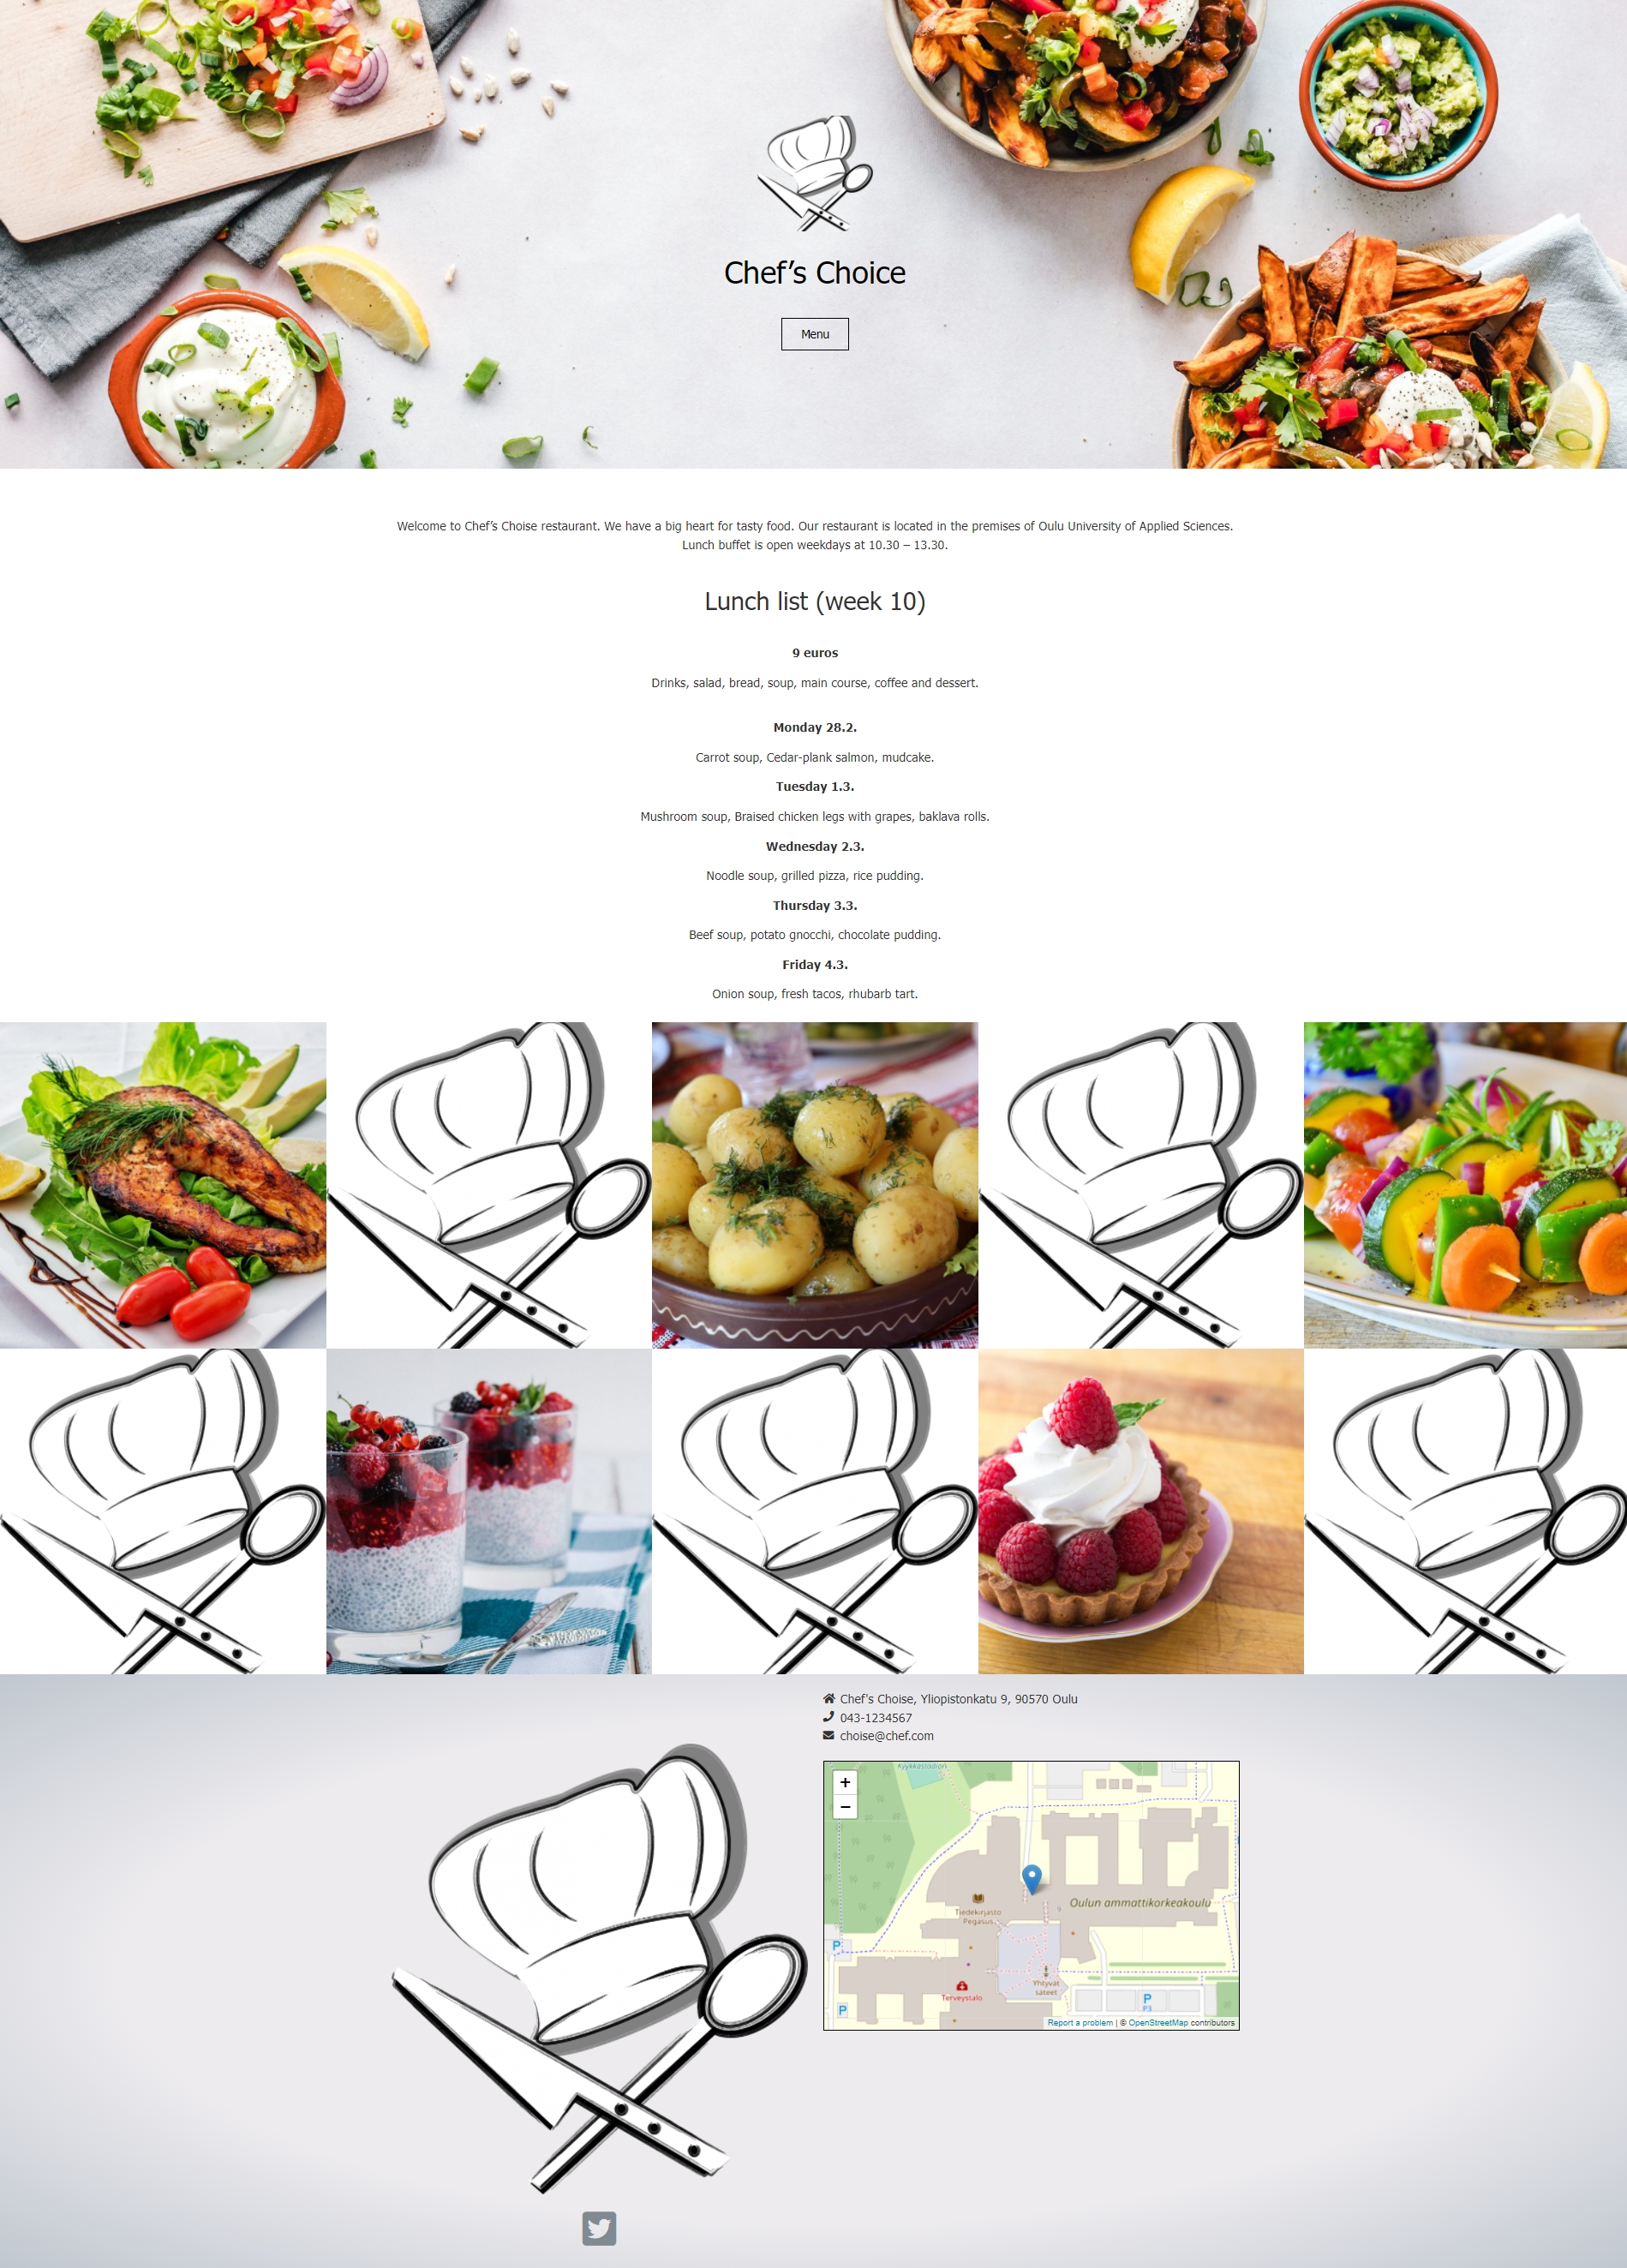 Chef’s Choice
Menu
Welcome to Chef’s Choise restaurant. We have a big heart for tasty food. Our restaurant is located in the premises of Oulu University of Applied Sciences.
Lunch buffet is open weekdays at 10.30 – 13.30.
Lunch list (week 10)
9 euros
Drinks, salad, bread, soup, main course, coffee and dessert.
Monday 28.2.
Carrot soup, Cedar-plank salmon, mudcake.
Tuesday 1.3.
Mushroom soup, Braised chicken legs with grapes, baklava rolls.
Wednesday 2.3.
Noodle soup, grilled pizza, rice pudding.
Thursday 3.3.
Beef soup, potato gnocchi, chocolate pudding.
Friday 4.3.
Onion soup, fresh tacos, rhubarb tart.
Chef's Choise, Yliopistonkatu 9, 90570 Oulu
043-1234567
choise@chef.com
Kyykkästadion
+
−
Oulun ammattikorkeakoulu
9
Tiedekirjasto
Pegasus
P
Yhtyvät
säteet
Terveystalo
P
P3
P
Report a problem | © OpenStreetMap contributors